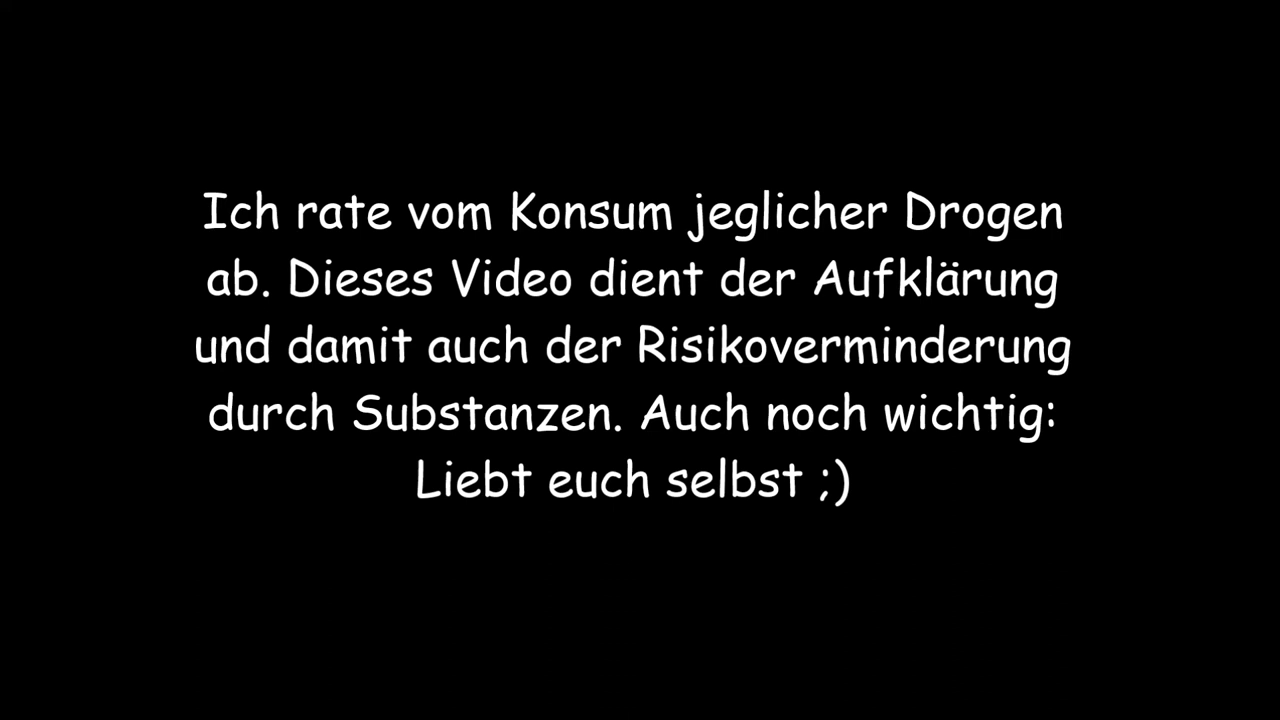 Ich rate vom Konsum jeglicher Drogen
ab. Dieses Video dient der Aufklärung
und damit auch der Risikoverminderung
durch Substanzen. Auch noch wichtig:
Liebt euch selbst ;)